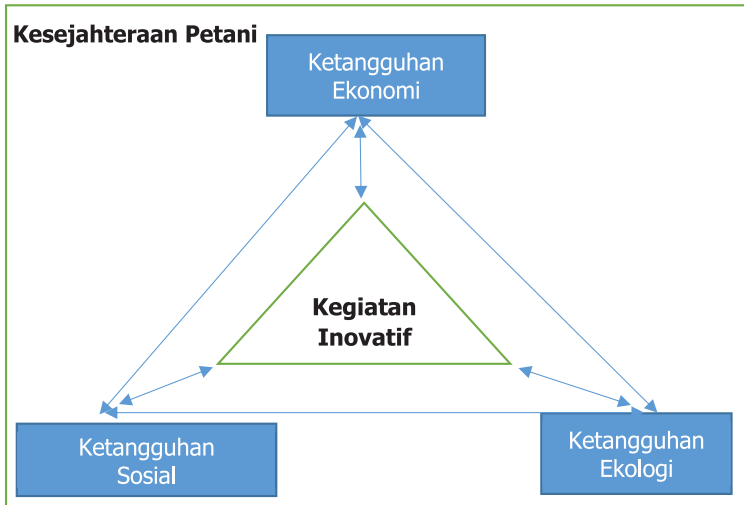 Kesejahteraan Petani
Ketangguhan
Ekonomi
Kegiatan
Inovatif
Ketangguhan
Sosial
Ketangguhan
Ekologi